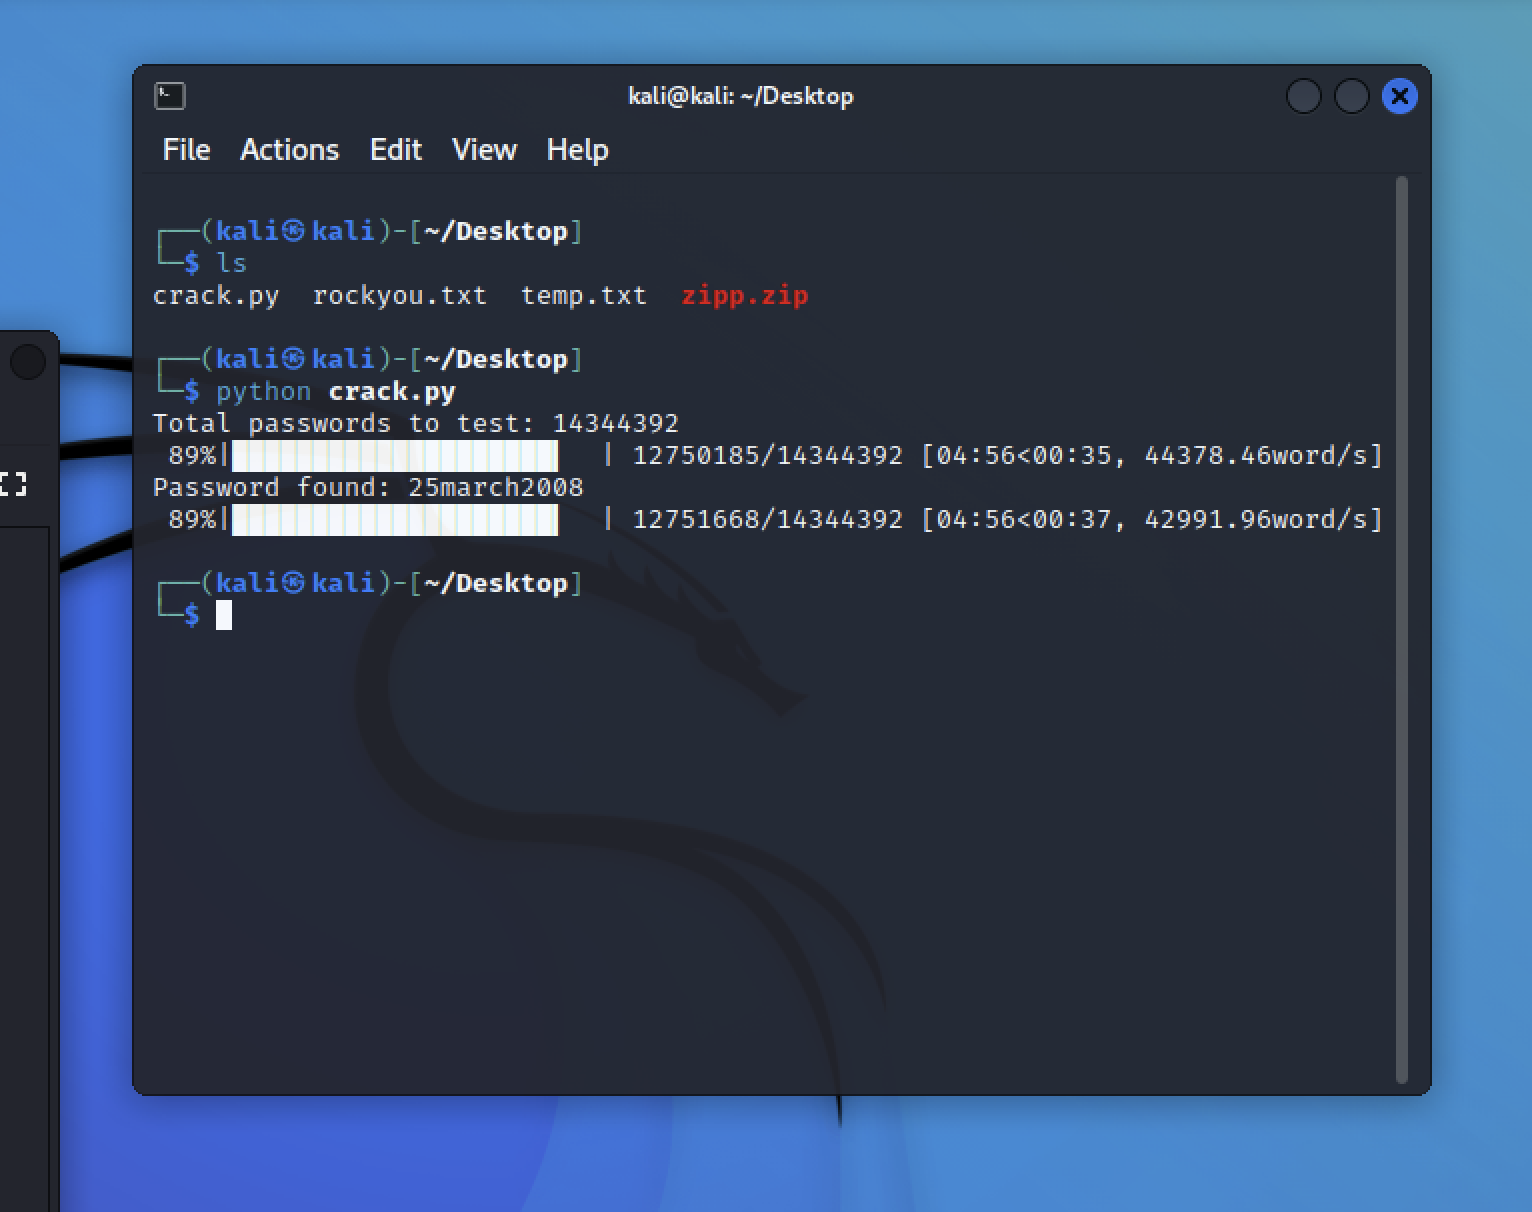 kali@kali: ~/Desktop
File Actions Edit View Help
┌──(kali㉿kali)-[~/Desktop]
└─$ ls
crack.py rockyou.txt temp.txt zipp.zip
┌──(kali㉿kali)-[~/Desktop]
└─$ python crack.py
Total passwords to test: 14344392
89%|████████████████████▌   | 12750185/14344392 [04:56<00:35, 44378.46word/s]
Password found: 25march2008
89%|████████████████████▌   | 12751668/14344392 [04:56<00:37, 42991.96word/s]
┌──(kali㉿kali)-[~/Desktop]
└─$